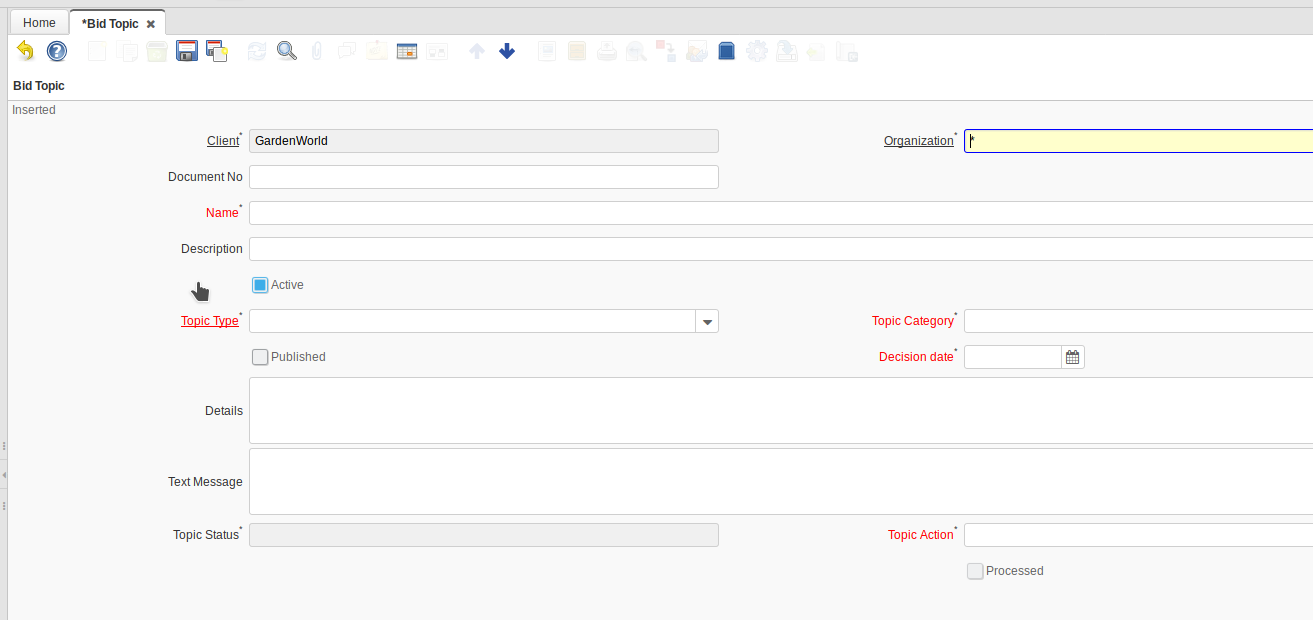 Home *Bid Topic
Bid Topic
Inserted
Client* GardenWorld Organization* *
Document No
Name*
Description
Active
Topic Type* Topic Category*
Published Decision date*
Details
Text Message
Topic Status* Topic Action*
Processed